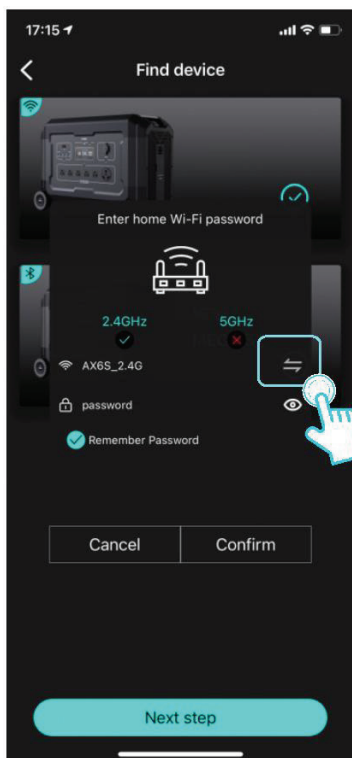 17:15
Find device
Enter home Wi-Fi password
2.4GHz
5GHz
AX6S_2.4G
password
Remember Password
Cancel
Confirm
Next step